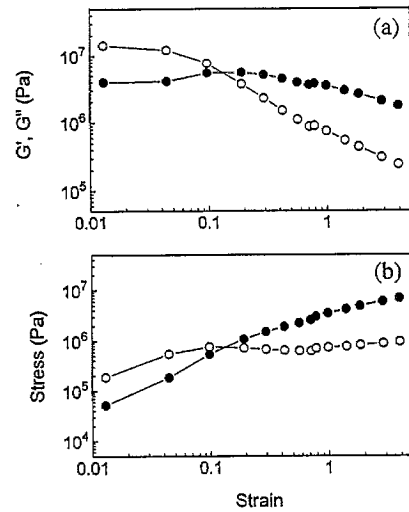 (a)
10⁷
10⁶
10⁵
G', G'' (Pa)
0.01 0.1 1
(b)
10⁷
10⁶
10⁵
10⁴
Stress (Pa)
0.01 0.1 1
Strain